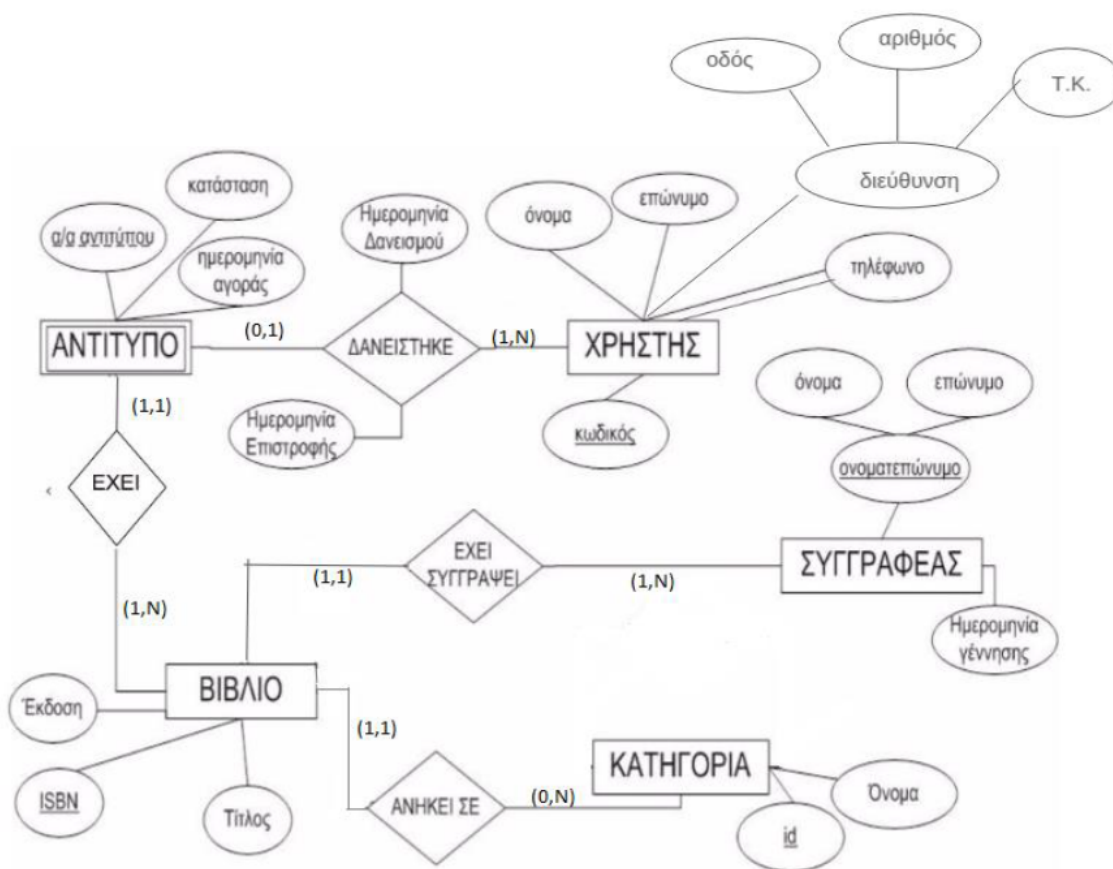 οδός
αριθμός
Τ.Κ.
διεύθυνση
κατάσταση
α/α αντιτύπου
ημερομηνία
αγοράς
Ημερομηνία
Δανεισμού
όνομα
επώνυμο
τηλέφωνο
ΑΝΤΙΤΥΠΟ
(0,1)
ΔΑΝΕΙΣΤΗΚΕ
(1,N)
ΧΡΗΣΤΗΣ
(1,1)
Ημερομηνία
Επιστροφής
κωδικός
όνομα
επώνυμο
ονοματεπώνυμο
ΕΧΕΙ
ΕΧΕΙ
ΣΥΓΓΡΑΨΕΙ
(1,1)
(1,N)
ΣΥΓΓΡΑΦΕΑΣ
(1,N)
Ημερομηνία
γέννησης
ΒΙΒΛΙΟ
Έκδοση
(1,1)
ISBN
Τίτλος
ΑΝΗΚΕΙ ΣΕ
(0,N)
ΚΑΤΗΓΟΡΙΑ
Όνομα
id